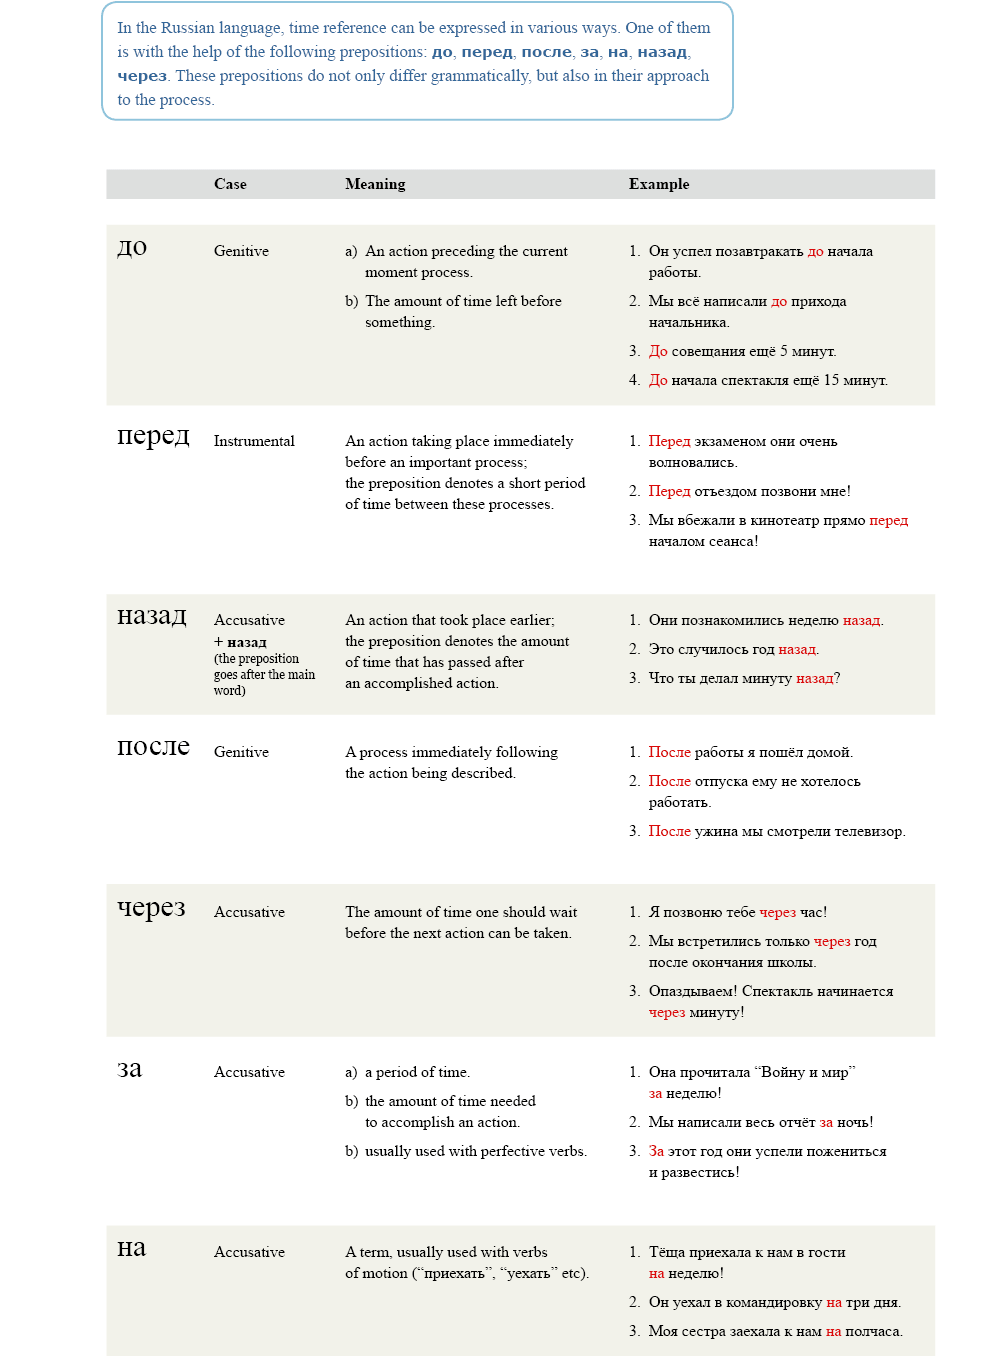 In the Russian language, time reference can be expressed in various ways. One of them
is with the help of the following prepositions: до, перед, после, за, на, назад,
через. These prepositions do not only differ grammatically, but also in their approach
to the process.
Case Meaning Example
до Genitive
a) An action preceding the current
moment process.
b) The amount of time left before
something.
1. Он успел позавтракать до начала
работы.
2. Мы всё написали до прихода
начальника.
3. До совещания ещё 5 минут.
4. До начала спектакля ещё 15 минут.
перед Instrumental
An action taking place immediately
before an important process;
the preposition denotes a short period
of time between these processes.
1. Перед экзаменом они очень
волновались.
2. Перед отъездом позвони мне!
3. Мы вбежали в кинотеатр прямо перед
началом сеанса!
назад Accusative
+ назад
(the preposition
goes after the main
word)
An action that took place earlier;
the preposition denotes the amount
of time that has passed after
an accomplished action.
1. Они познакомились неделю назад.
2. Это случилось год назад.
3. Что ты делал минуту назад?
после Genitive
A process immediately following
the action being described.
1. После работы я пошёл домой.
2. После отпуска ему не хотелось
работать.
3. После ужина мы смотрели телевизор.
через Accusative
The amount of time one should wait
before the next action can be taken.
1. Я позвоню тебе через час!
2. Мы встретились только через год
после окончания школы.
3. Опаздываем! Спектакль начинается
через минуту!
за Accusative
a) a period of time.
b) the amount of time needed
to accomplish an action.
b) usually used with perfective verbs.
1. Она прочитала “Войну и мир”
за неделю!
2. Мы написали весь отчёт за ночь!
3. За этот год они успели пожениться
и развестись!
на Accusative
A term, usually used with verbs
of motion (“приехать”, “уехать” etc).
1. Тёща приехала к нам в гости
на неделю!
2. Он уехал в командировку на три дня.
3. Моя сестра заехала к нам на полчаса.